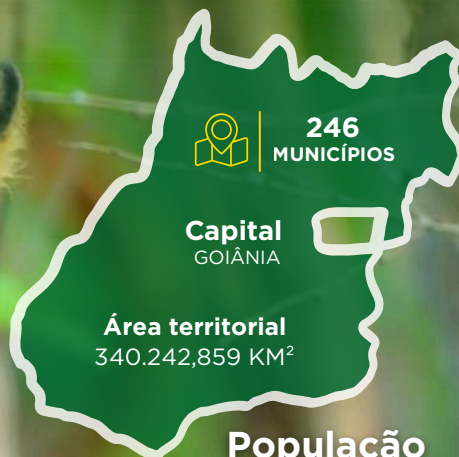 246
MUNICÍPIOS
Capital
GOIÂNIA
Área territorial
340.242,859 KM²
População